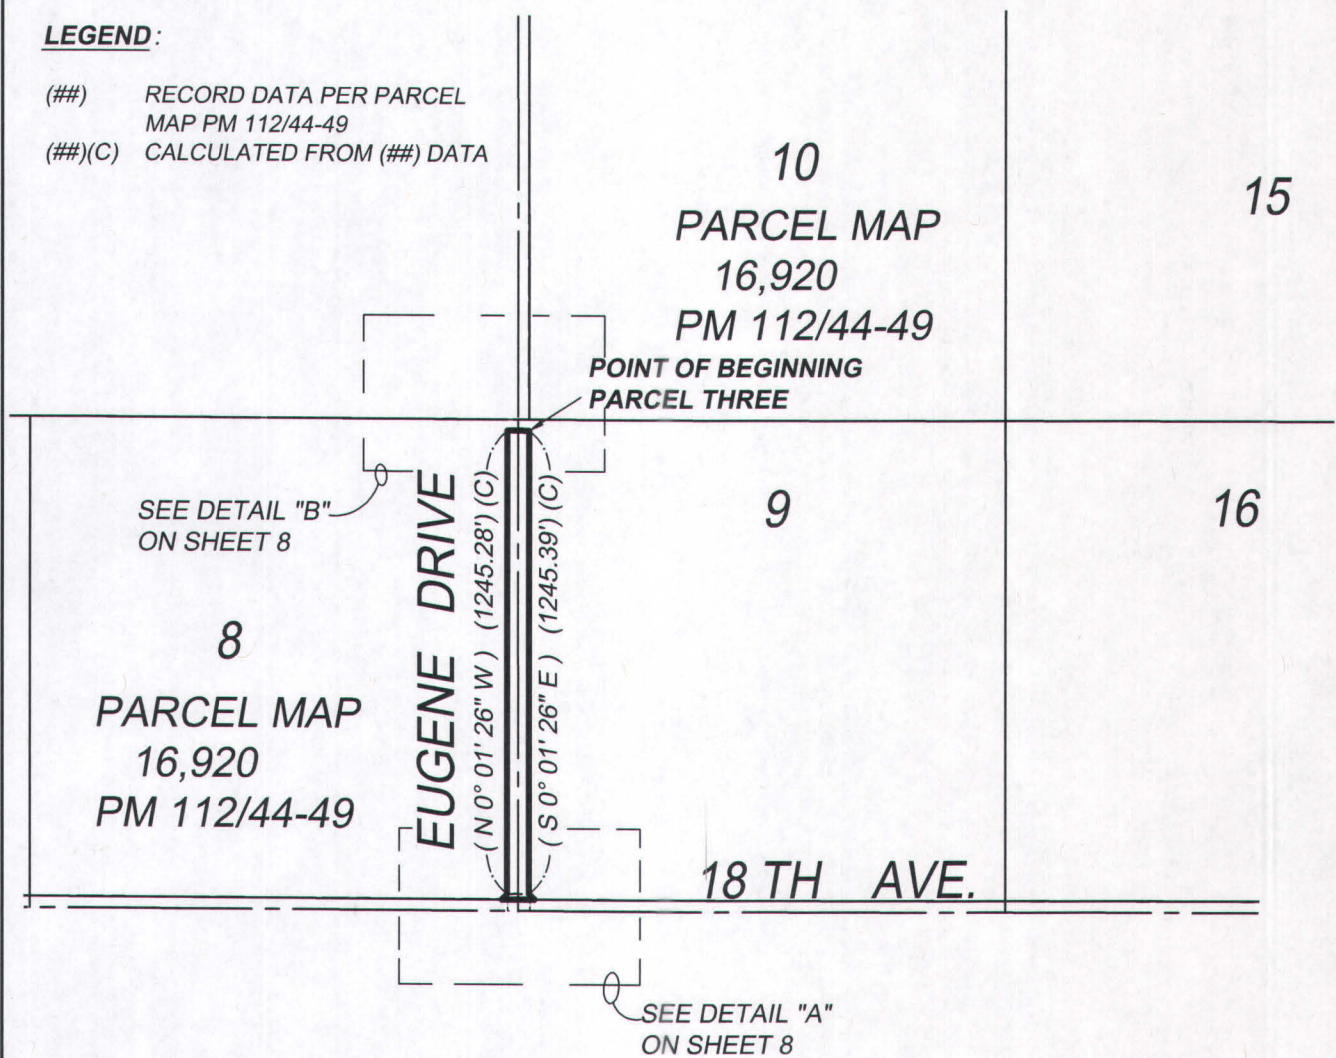 LEGEND:
(##) RECORD DATA PER PARCEL
MAP PM 112/44-49
(##)(C) CALCULATED FROM (##) DATA
10
PARCEL MAP
16,920
PM 112/44-49
15
POINT OF BEGINNING
PARCEL THREE
SEE DETAIL "B"
ON SHEET 8
EUGENE DRIVE
( N 0° 01' 26" W ) (1245.28') (C)
( S 0° 01' 26" E ) (1245.39') (C)
9
16
8
PARCEL MAP
16,920
PM 112/44-49
18 TH AVE.
SEE DETAIL "A"
ON SHEET 8